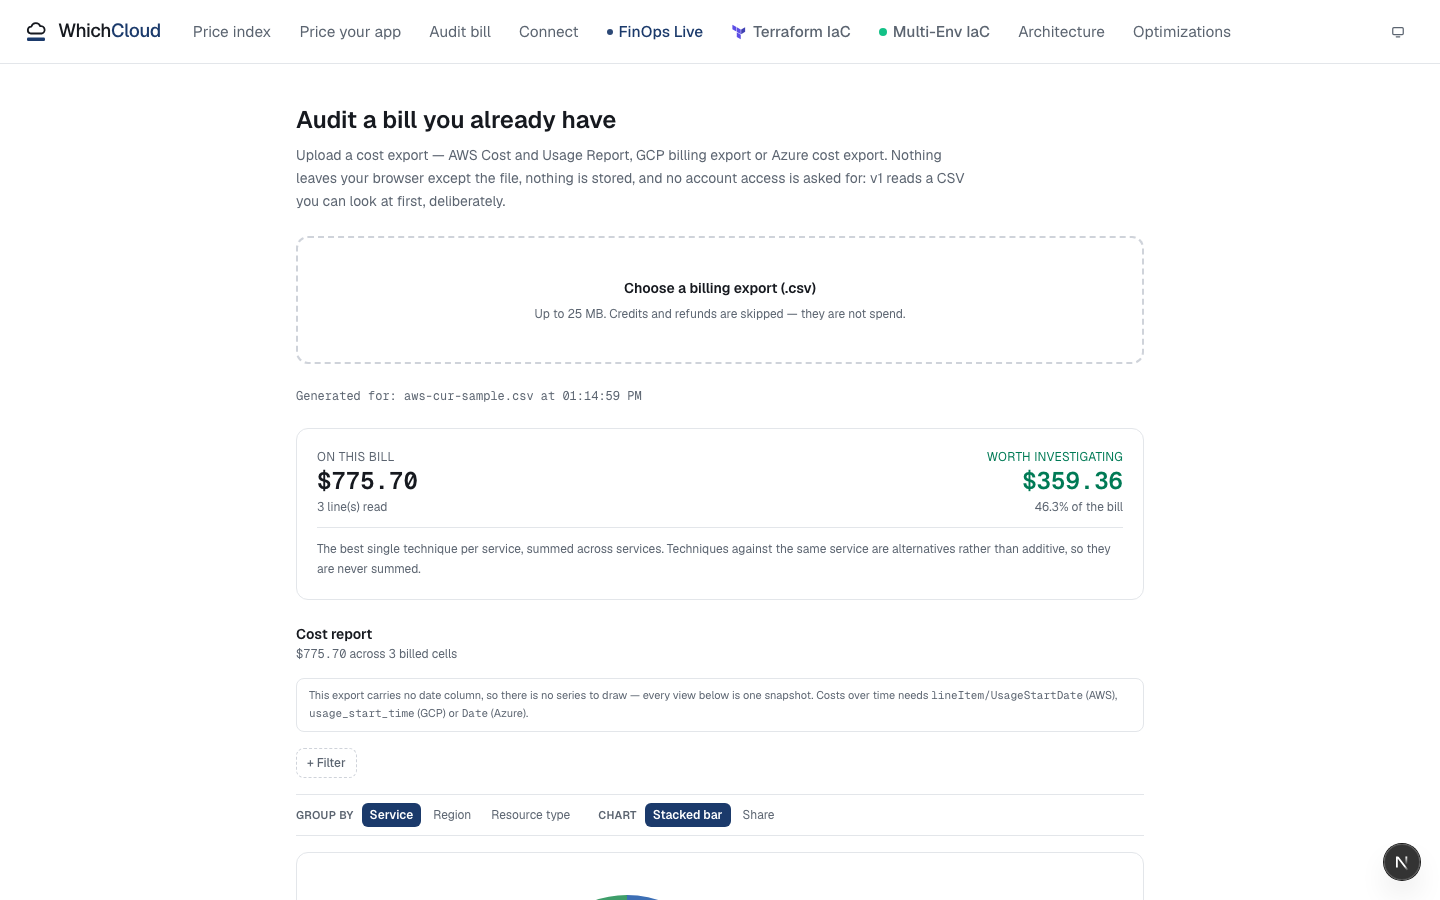 WhichCloud Price index Price your app Audit bill Connect FinOps Live Terraform IaC Multi-Env IaC Architecture Optimizations
Audit a bill you already have
Upload a cost export — AWS Cost and Usage Report, GCP billing export or Azure cost export. Nothing
leaves your browser except the file, nothing is stored, and no account access is asked for: v1 reads a CSV
you can look at first, deliberately.
Choose a billing export (.csv)
Up to 25 MB. Credits and refunds are skipped — they are not spend.
Generated for: aws-cur-sample.csv at 01:14:59 PM
ON THIS BILL WORTH INVESTIGATING
$775.70 $359.36
3 line(s) read 46.3% of the bill
The best single technique per service, summed across services. Techniques against the same service are alternatives rather than additive, so they
are never summed.
Cost report
$775.70 across 3 billed cells
This export carries no date column, so there is no series to draw — every view below is one snapshot. Costs over time needs lineItem/UsageStartDate (AWS),
usage_start_time (GCP) or Date (Azure).
+ Filter
GROUP BY Service Region Resource type CHART Stacked bar Share
N